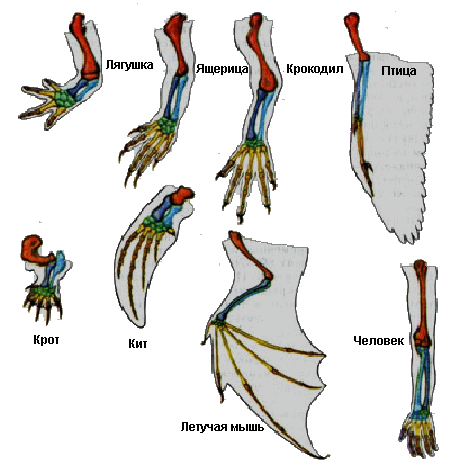 Лягушка
Ящерица
Крокодил
Птица
Крот
Кит
Летучая мышь
Человек